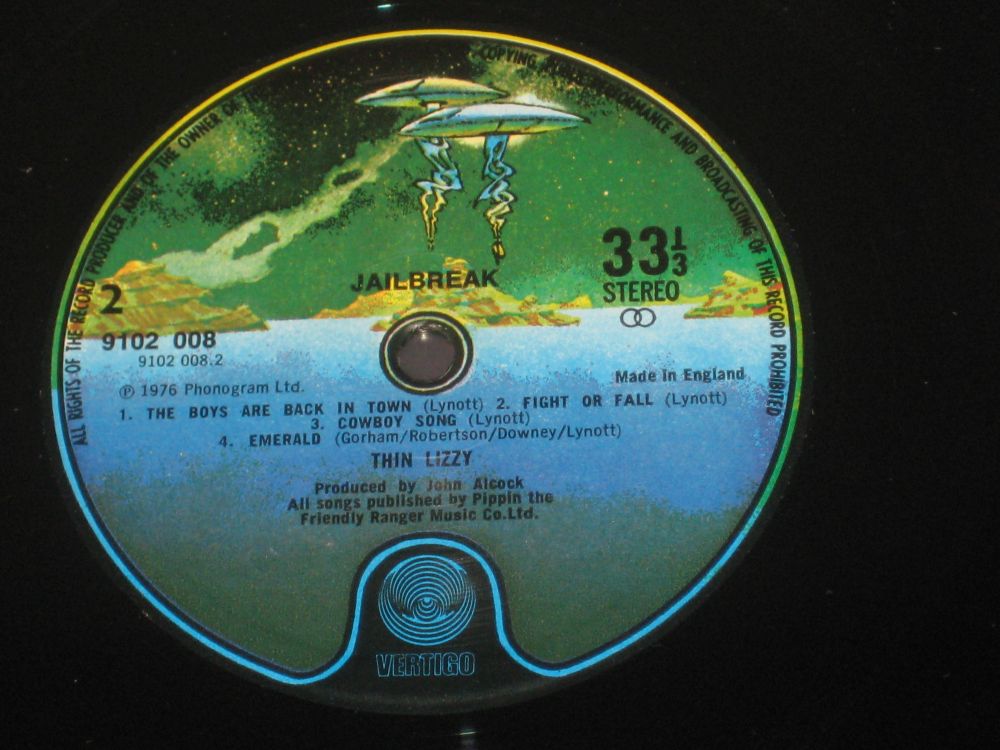 ALL RIGHTS OF THE RECORD PRODUCER AND OF THE OWNER OF
COPYING PERFORMANCE AND BROADCASTING OF THIS RECORD PROHIBITED
JAILBREAK
33⅓
STEREO
2
9102 008
9102 008.2
Made in England
℗ 1976 Phonogram Ltd.
1. THE BOYS ARE BACK IN TOWN (Lynott) 2. FIGHT OR FALL (Lynott)
3. COWBOY SONG (Lynott)
4. EMERALD (Gorham/Robertson/Downey/Lynott)
THIN LIZZY
Produced by John Alcock
All songs published by Pippin the
Friendly Ranger Music Co.Ltd.
VERTIGO